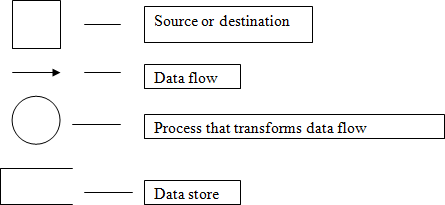 Source or destination
Data flow
Process that transforms data flow
Data store